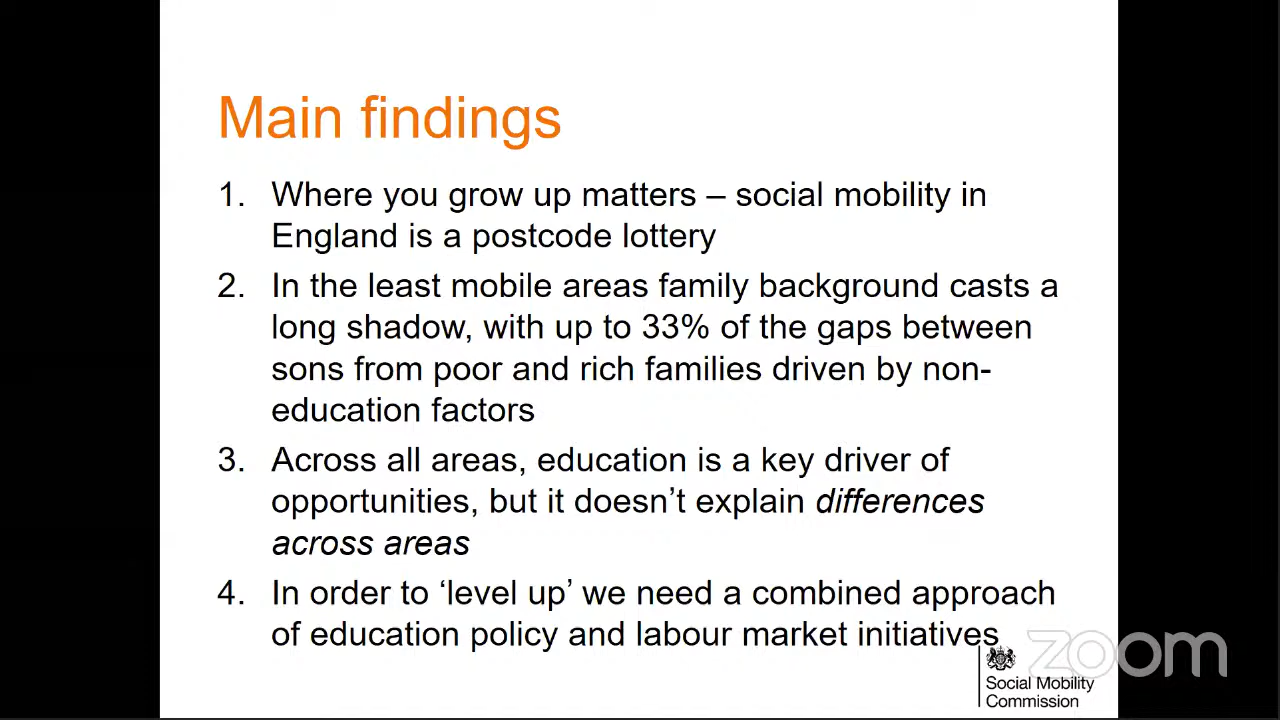 Main findings
1. Where you grow up matters – social mobility in
England is a postcode lottery
2. In the least mobile areas family background casts a
long shadow, with up to 33% of the gaps between
sons from poor and rich families driven by non-
education factors
3. Across all areas, education is a key driver of
opportunities, but it doesn’t explain differences
across areas
4. In order to ‘level up’ we need a combined approach
of education policy and labour market initiatives
zoom
Social Mobility
Commission